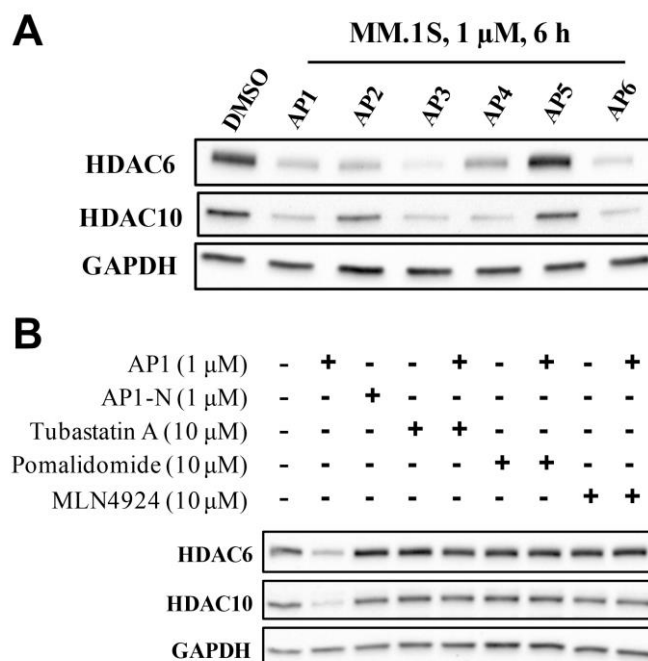 A
MM.1S, 1 µM, 6 h
DMSO AP1 AP2 AP3 AP4 AP5 AP6
HDAC6
HDAC10
GAPDH
B
AP1 (1 µM) - + - - + - + - +
AP1-N (1 µM) - - + - - - - - -
Tubastatin A (10 µM) - - - + + - - - -
Pomalidomide (10 µM) - - - - - + + - -
MLN4924 (10 µM) - - - - - - - + +
HDAC6
HDAC10
GAPDH